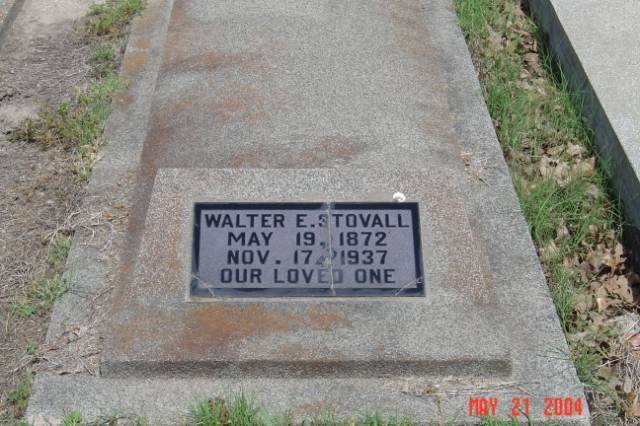 WALTER E. STOVALL
MAY 19, 1872
NOV. 17, 1937
OUR LOVED ONE
MAY 21 2004